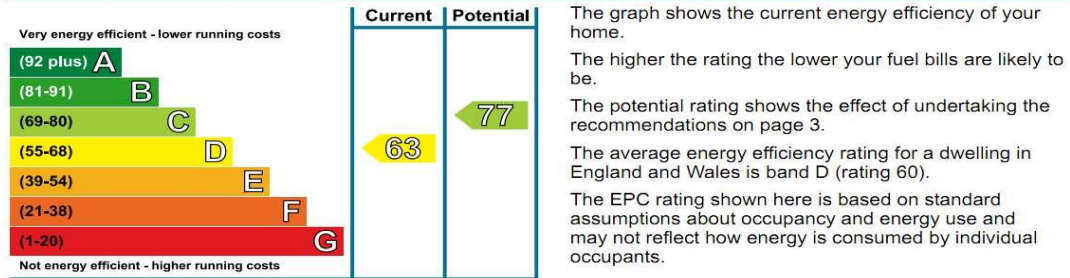 Current Potential
Very energy efficient - lower running costs
(92 plus) A
(81-91) B
(69-80) C
77
(55-68) D
63
(39-54) E
(21-38) F
(1-20) G
Not energy efficient - higher running costs
The graph shows the current energy efficiency of your
home.
The higher the rating the lower your fuel bills are likely to
be.
The potential rating shows the effect of undertaking the
recommendations on page 3.
The average energy efficiency rating for a dwelling in
England and Wales is band D (rating 60).
The EPC rating shown here is based on standard
assumptions about occupancy and energy use and
may not reflect how energy is consumed by individual
occupants.